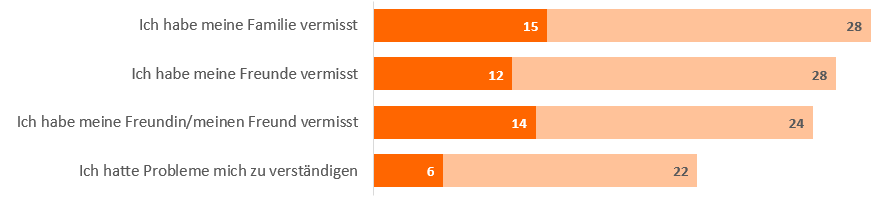 Ich habe meine Familie vermisst 15 28
Ich habe meine Freunde vermisst 12 28
Ich habe meine Freundin/meinen Freund vermisst 14 24
Ich hatte Probleme mich zu verständigen 6 22